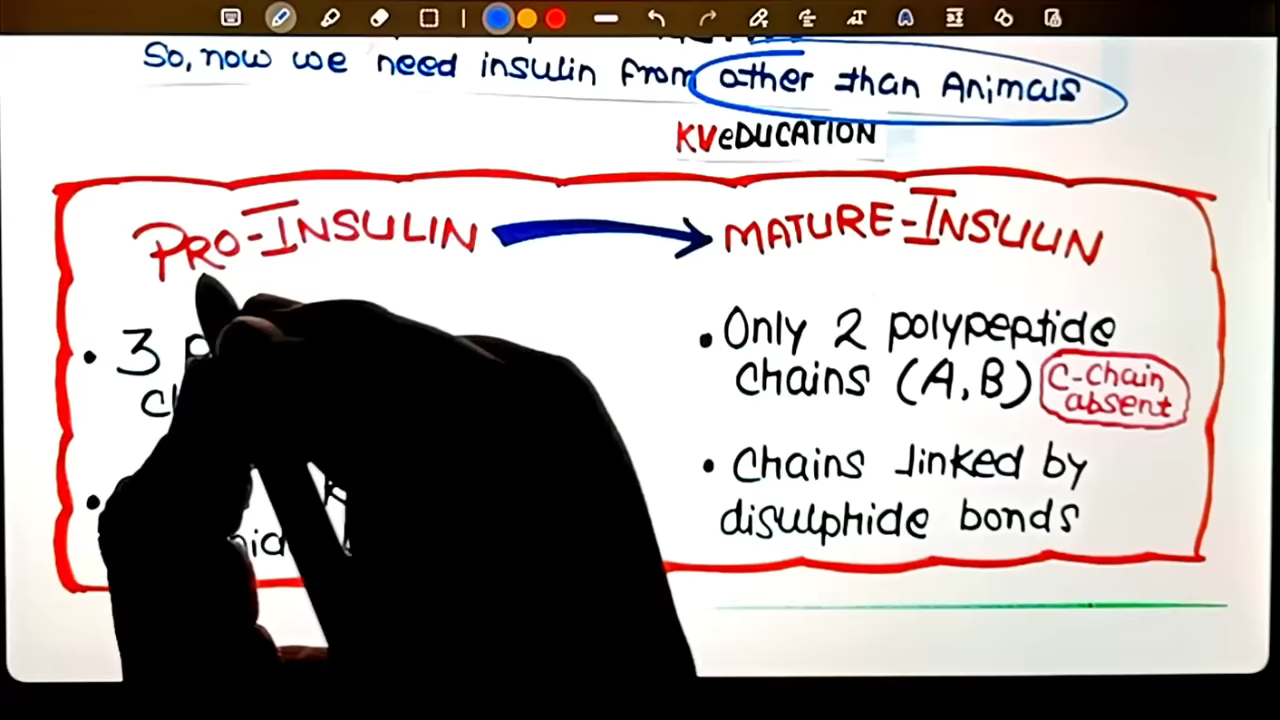 So, now we need insulin from other than Animals
KVeDUCATION
PRO-INSULIN
MATURE-INSULIN
• 3
• Only 2 polypeptide
chains (A,B)
C-chain
absent
• Chains linked by
disulphide bonds